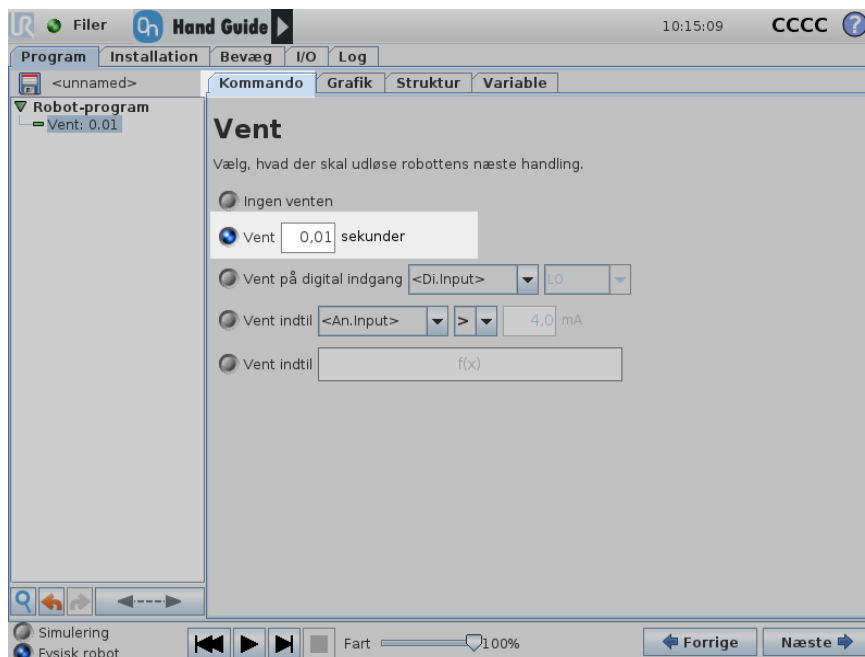 UR Filer On Hand Guide 10:15:09 CCCC ?
Program Installation Bevæg I/O Log
<unnamed> Kommando Grafik Struktur Variable
Robot-program
Vent: 0.01
Vent
Vælg, hvad der skal udløse robottens næste handling.
Ingen venten
Vent 0,01 sekunder
Vent på digital indgang <Di.Input> L0
Vent indtil <An.Input> > 4,0 mA
Vent indtil f(x)
Simulering
Fysisk robot
Fart 100% Forrige Næste